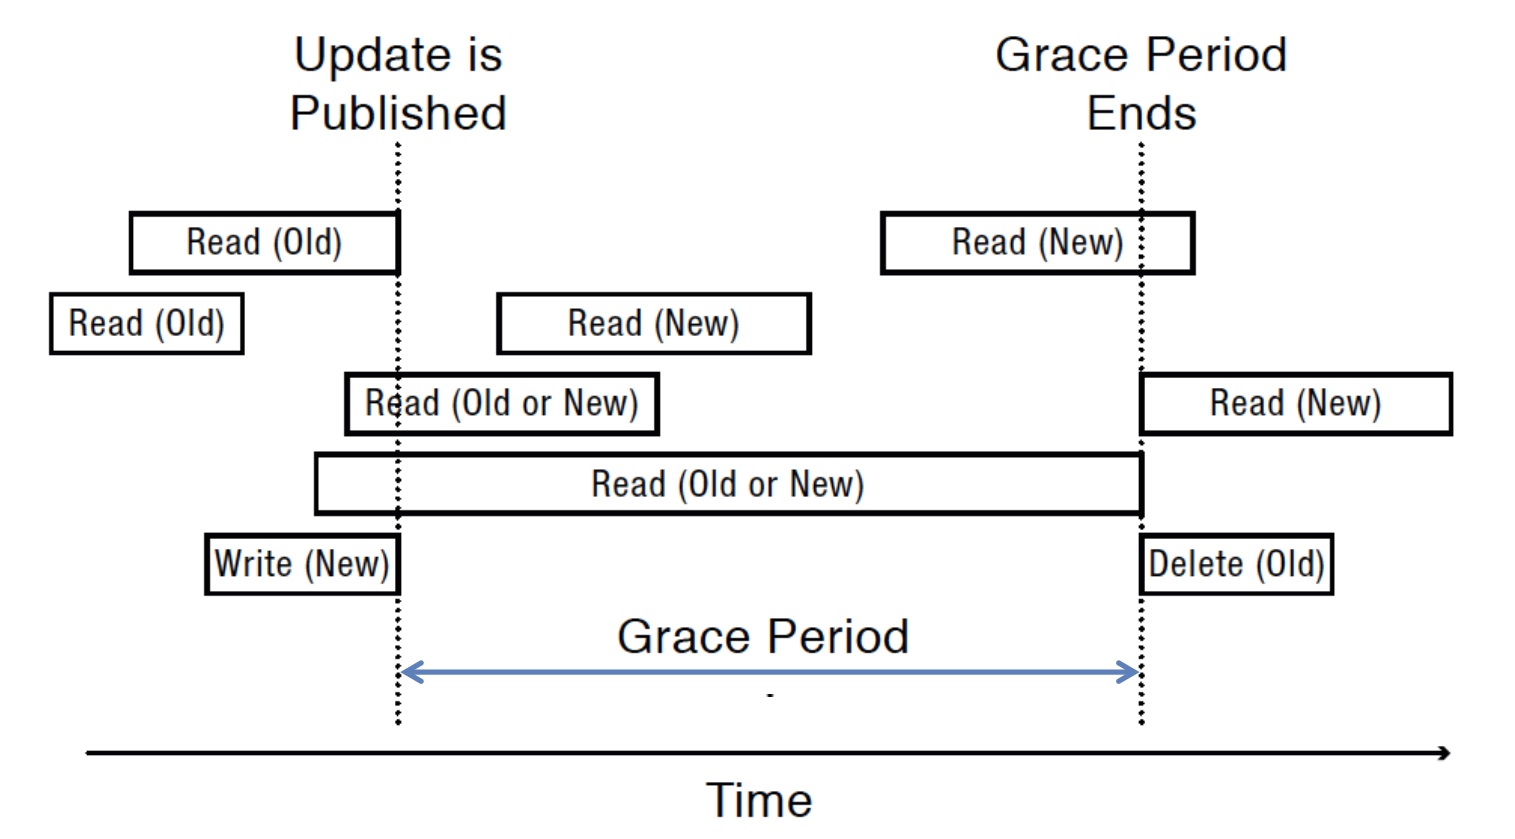 Update is
Published
Grace Period
Ends
Read (Old)
Read (New)
Read (Old)
Read (New)
Read (Old or New)
Read (New)
Read (Old or New)
Write (New)
Delete (Old)
Grace Period
Time